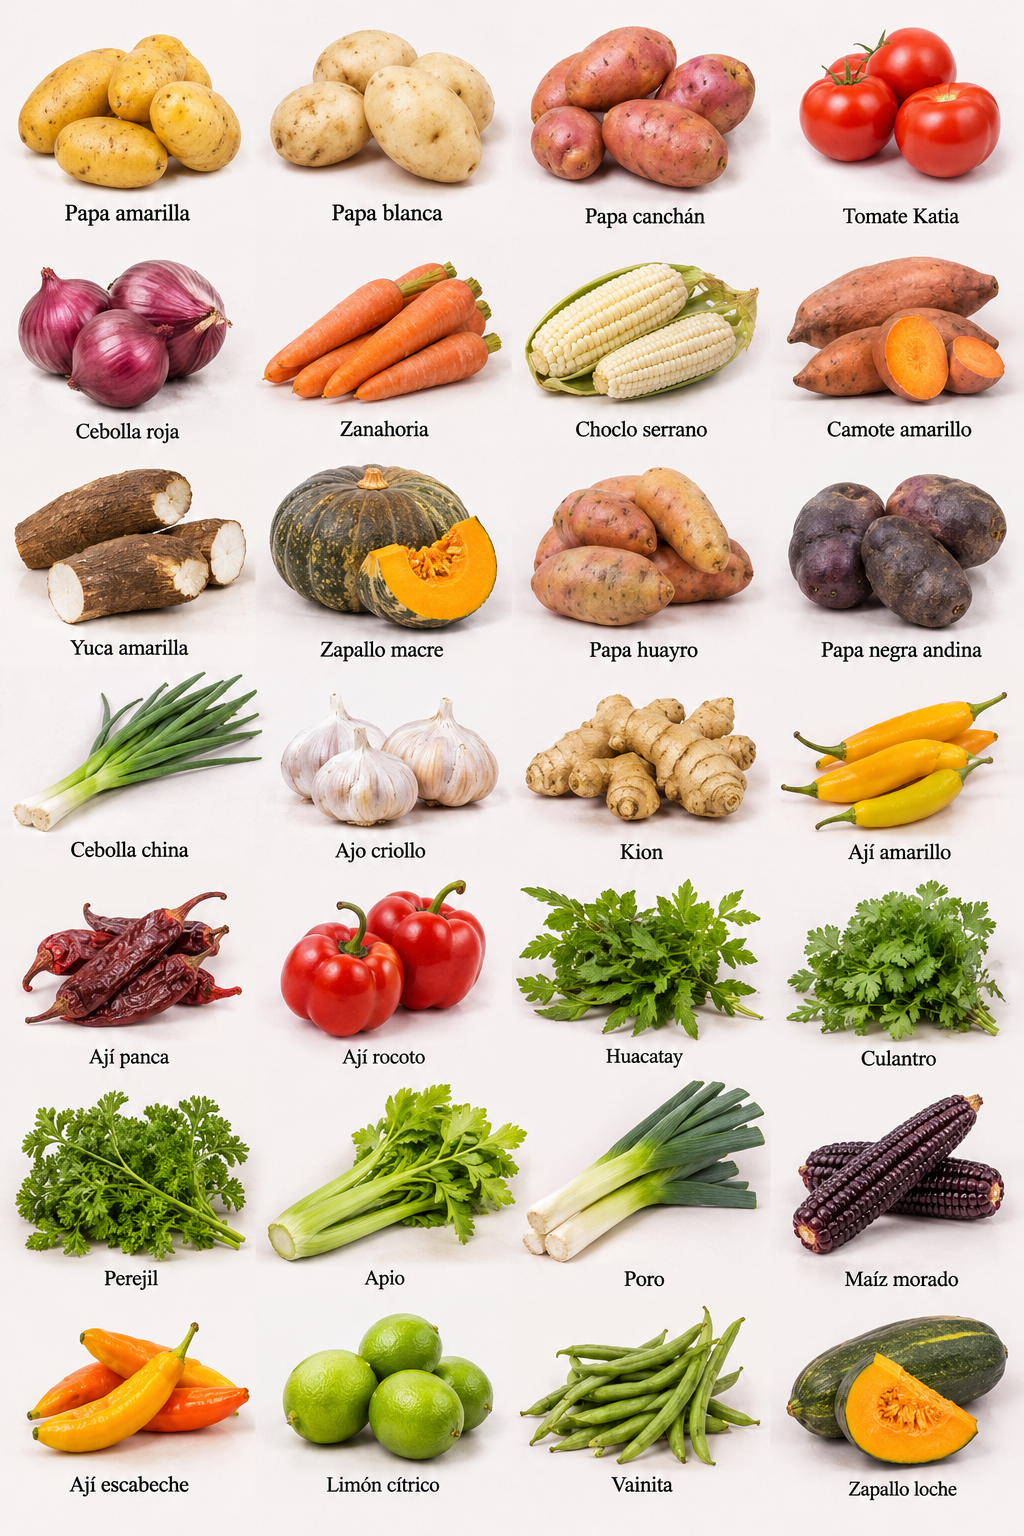 Papa amarilla
Papa blanca
Papa canchán
Tomate Katia
Cebolla roja
Zanahoria
Choclo serrano
Camote amarillo
Yuca amarilla
Zapallo macre
Papa huayro
Papa negra andina
Cebolla china
Ajo criollo
Kion
Ají amarillo
Ají panca
Ají rocoto
Huacatay
Culantro
Perejil
Apio
Poro
Maíz morado
Ají escabeche
Limón cítrico
Vainita
Zapallo loche